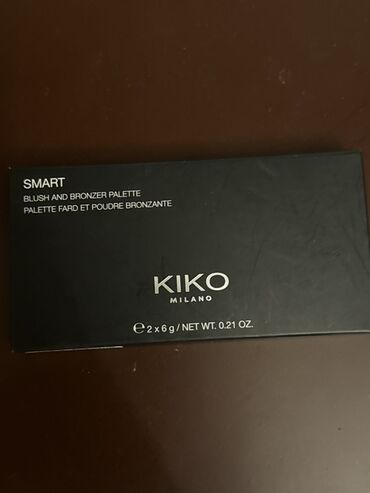 SMART
BLUSH AND BRONZER PALETTE
PALETTE FARD ET POUDRE BRONZANTE
KIKO
MILANO
℮ 2 x 6 g / NET WT. 0.21 OZ.